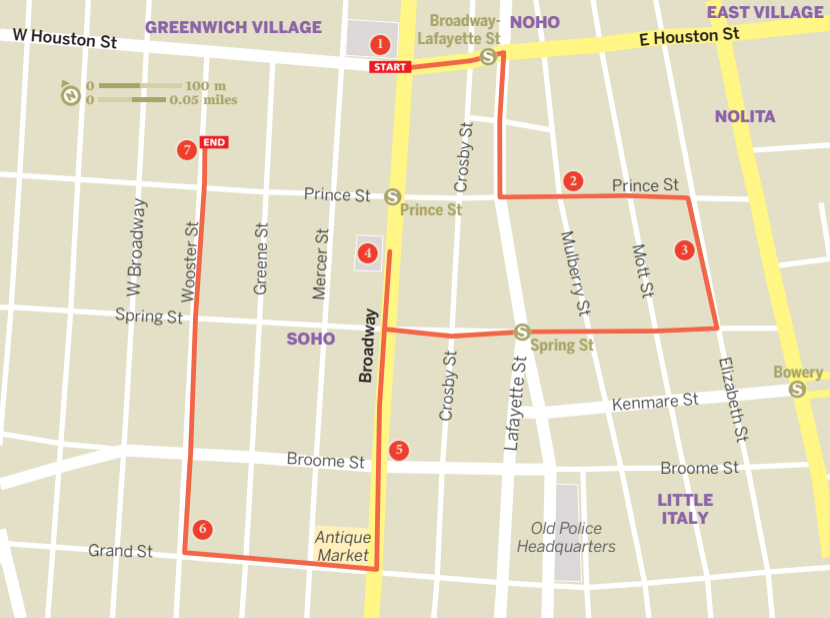 GREENWICH VILLAGE
Broadway-
Lafayette St
NOHO
EAST VILLAGE
W Houston St
1
START
S
E Houston St
0 100 m
0 0.05 miles
N
NOLITA
7
END
Crosby St
2
Prince St
Prince St
S
Prince St
W Broadway
Wooster St
Greene St
Mercer St
4
Mulberry St
Mott St
3
Spring St
SOHO
Broadway
S
Spring St
Crosby St
Lafayette St
Elizabeth St
Bowery
S
Kenmare St
5
Broome St
Broome St
LITTLE
ITALY
6
Grand St
Antique
Market
Old Police
Headquarters